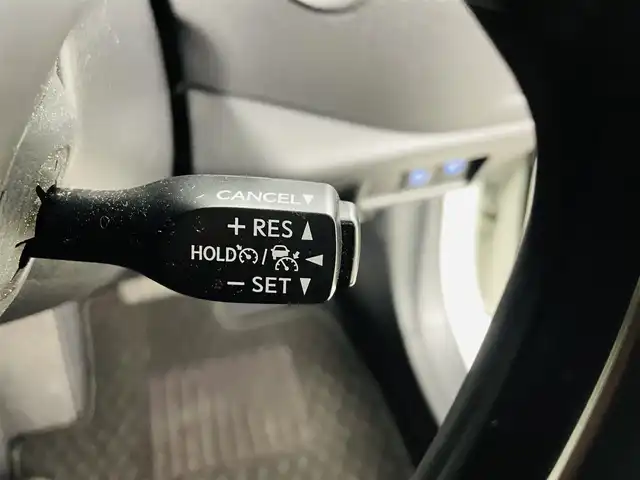 CANCEL▼
+ RES ▲
HOLD / ◀
− SET ▼